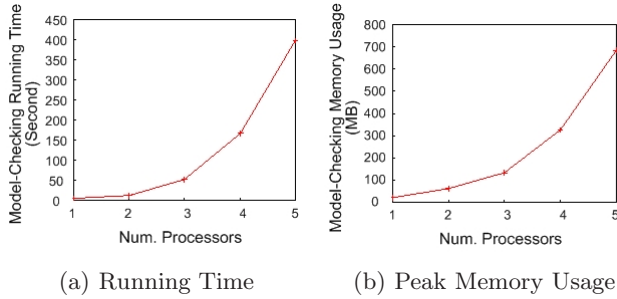 Model-Checking Running Time
(Second)
450
400
350
300
250
200
150
100
50
0
1 2 3 4 5
Num. Processors
(a) Running Time
Model-Checking Memory Usage
(MB)
800
700
600
500
400
300
200
100
0
1 2 3 4 5
Num. Processors
(b) Peak Memory Usage